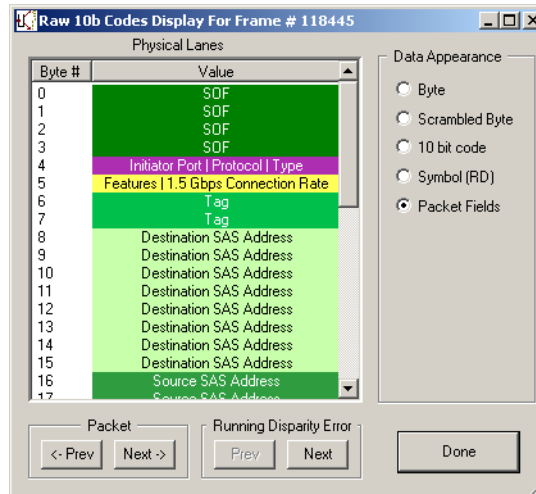 Raw 10b Codes Display For Frame # 118445
Physical Lanes
Byte # Value
0 SOF
1 SOF
2 SOF
3 SOF
4 Initiator Port | Protocol | Type
5 Features | 1.5 Gbps Connection Rate
6 Tag
7 Tag
8 Destination SAS Address
9 Destination SAS Address
10 Destination SAS Address
11 Destination SAS Address
12 Destination SAS Address
13 Destination SAS Address
14 Destination SAS Address
15 Destination SAS Address
16 Source SAS Address
17 Source SAS Address
Data Appearance
Byte
Scrambled Byte
10 bit code
Symbol (RD)
Packet Fields
Packet
<- Prev Next ->
Running Disparity Error
Prev Next
Done